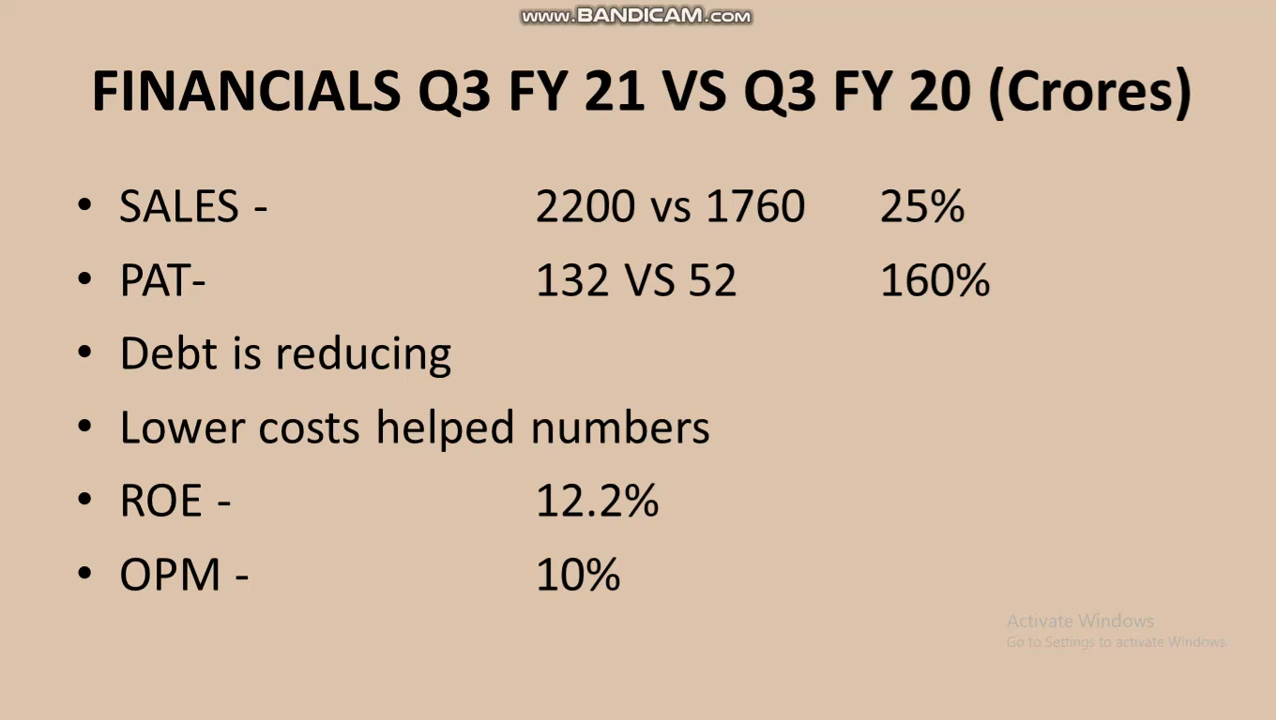 www.BANDICAM.com
FINANCIALS Q3 FY 21 VS Q3 FY 20 (Crores)
• SALES - 2200 vs 1760 25%
• PAT- 132 VS 52 160%
• Debt is reducing
• Lower costs helped numbers
• ROE - 12.2%
• OPM - 10%
Activate Windows
Go to Settings to activate Windows.